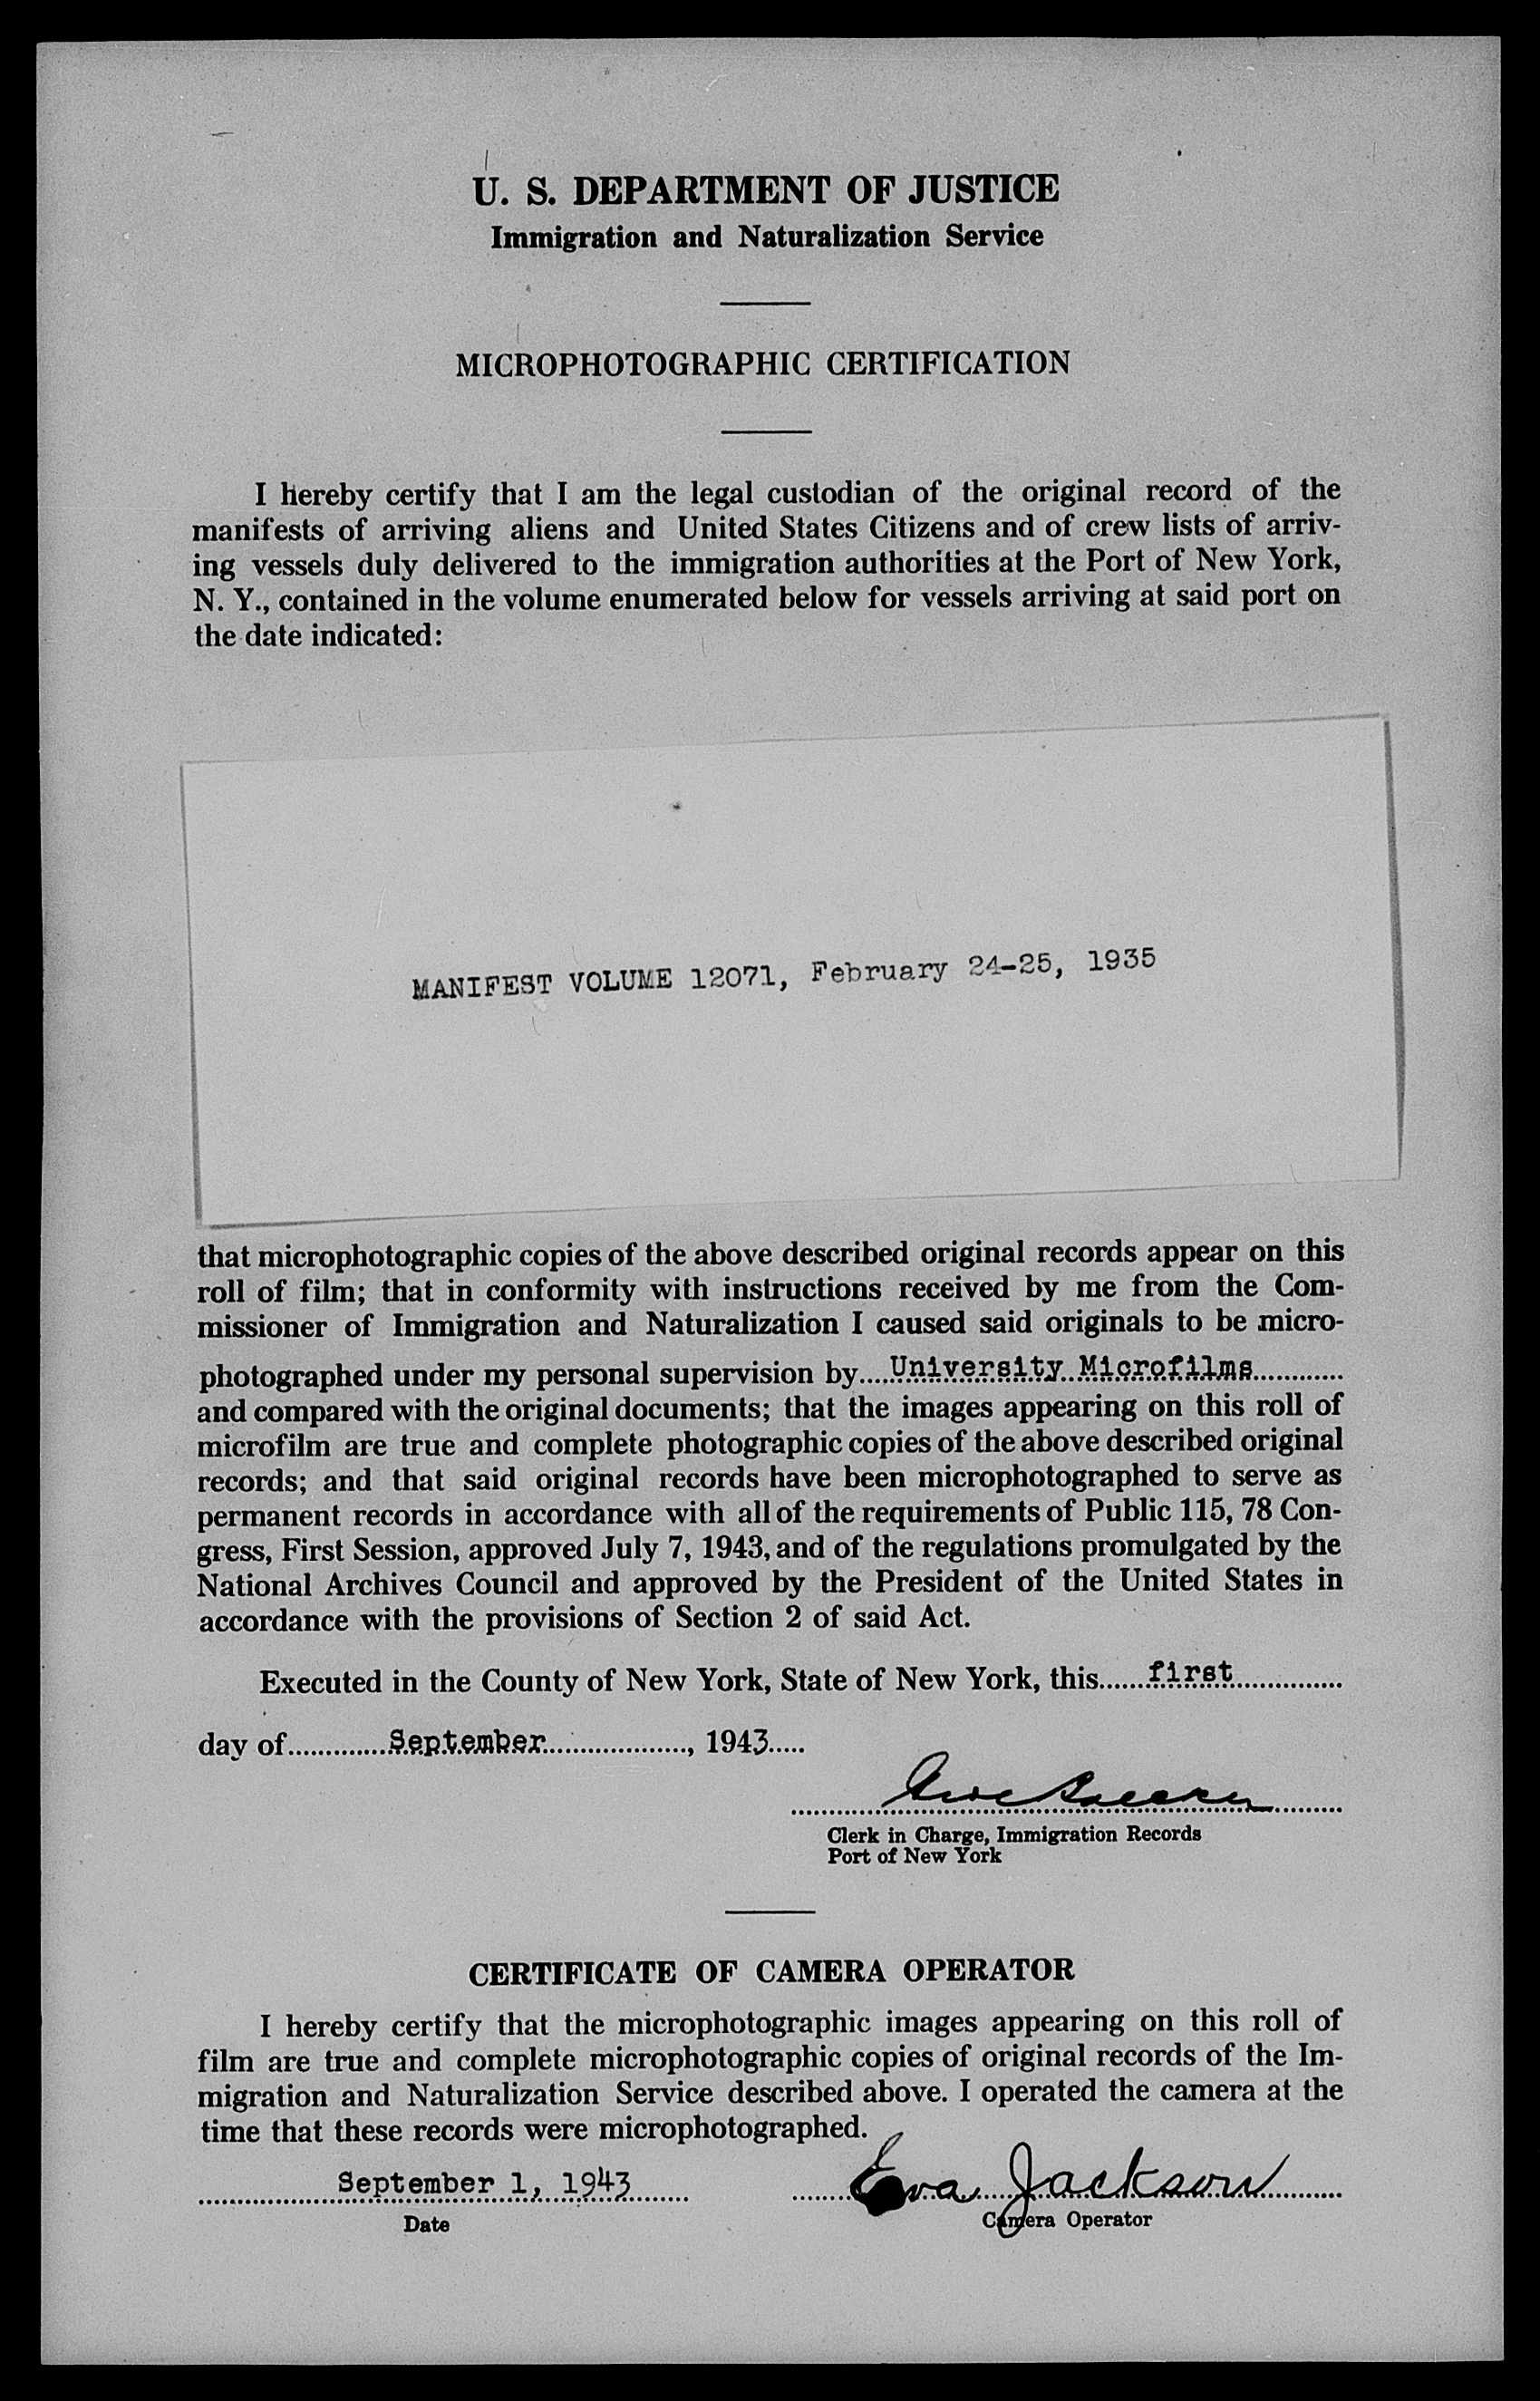 U. S. DEPARTMENT OF JUSTICE
Immigration and Naturalization Service
MICROPHOTOGRAPHIC CERTIFICATION
I hereby certify that I am the legal custodian of the original record of the
manifests of arriving aliens and United States Citizens and of crew lists of arriv-
ing vessels duly delivered to the immigration authorities at the Port of New York,
N. Y., contained in the volume enumerated below for vessels arriving at said port on
the date indicated:
MANIFEST VOLUME 12071, February 24-25, 1935
that microphotographic copies of the above described original records appear on this
roll of film; that in conformity with instructions received by me from the Com-
missioner of Immigration and Naturalization I caused said originals to be micro-
photographed under my personal supervision by.....University Microfilms............
and compared with the original documents; that the images appearing on this roll of
microfilm are true and complete photographic copies of the above described original
records; and that said original records have been microphotographed to serve as
permanent records in accordance with all of the requirements of Public 115, 78 Con-
gress, First Session, approved July 7, 1943, and of the regulations promulgated by the
National Archives Council and approved by the President of the United States in
accordance with the provisions of Section 2 of said Act.
Executed in the County of New York, State of New York, this......first...............
day of.............September..................., 1943.....
Clerk in Charge, Immigration Records
Port of New York
CERTIFICATE OF CAMERA OPERATOR
I hereby certify that the microphotographic images appearing on this roll of
film are true and complete microphotographic copies of original records of the Im-
migration and Naturalization Service described above. I operated the camera at the
time that these records were microphotographed.
September 1, 1943 Eva Jackson
Date Camera Operator